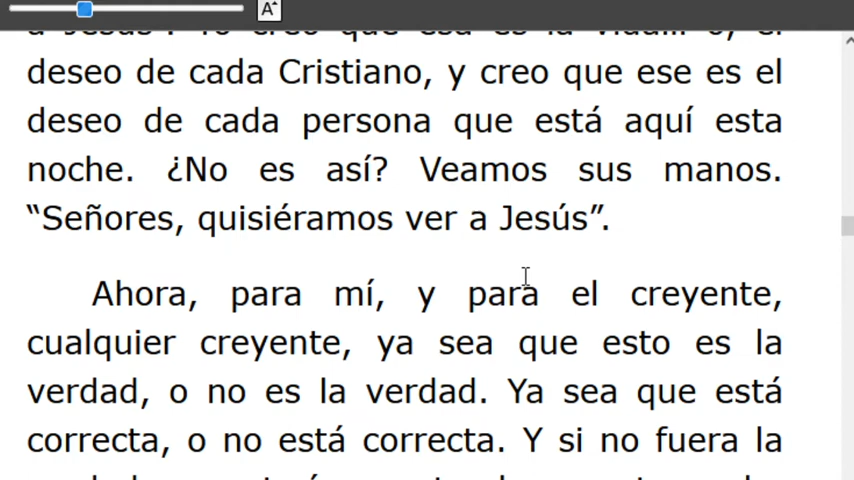 A
deseo de cada Cristiano, y creo que ese es el
deseo de cada persona que está aquí esta
noche. ¿No es así? Veamos sus manos.
“Señores, quisiéramos ver a Jesús”.
Ahora, para mí, y para el creyente,
cualquier creyente, ya sea que esto es la
verdad, o no es la verdad. Ya sea que está
correcta, o no está correcta. Y si no fuera la